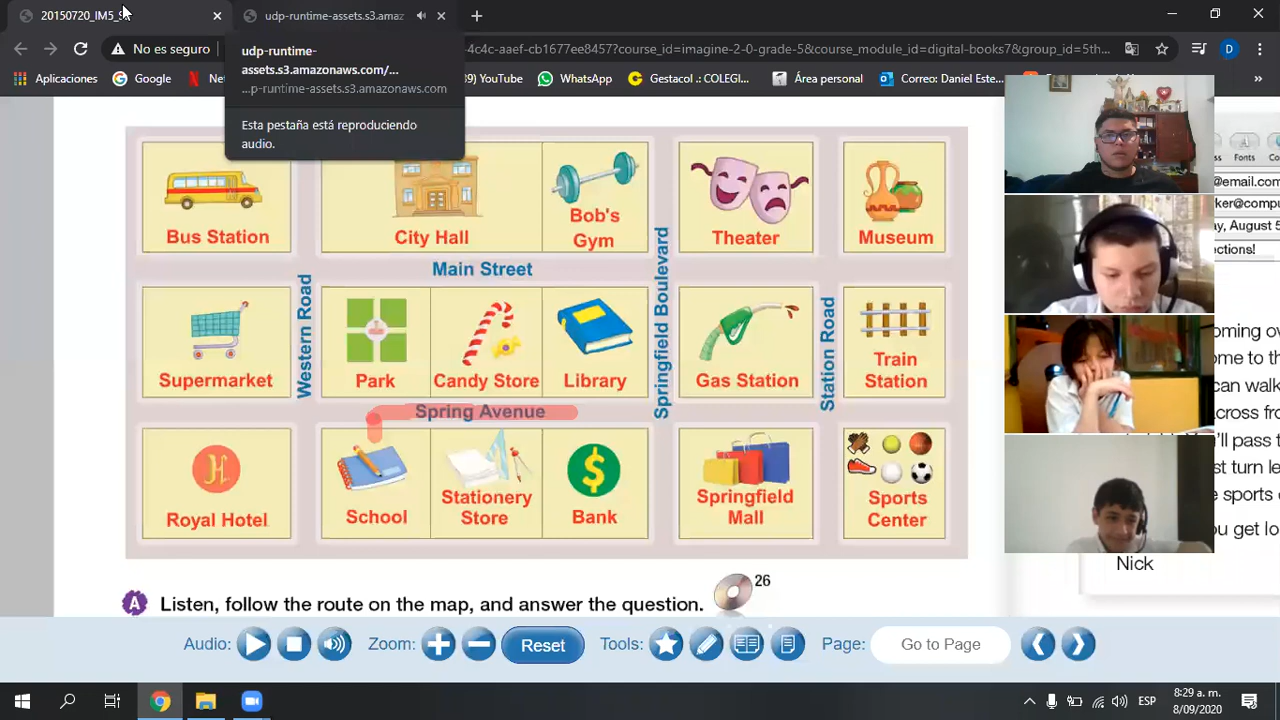 20150720_IM5_S
udp-runtime-assets.s3.amaz
No es seguro
-4c4c-aaef-cb1677ee8457?course_id=imagine-2-0-grade-5&course_module_id=digital-books7&group_id=5th...
D
udp-runtime-
assets.s3.amazonaws.com/...
...p-runtime-assets.s3.amazonaws.com
Esta pestaña está reproduciendo
audio.
Aplicaciones
Google
Net
YouTube
WhatsApp
Gestacol .: COLEGI...
Área personal
Correo: Daniel Este...
»
Bus Station
City Hall
Bob's
Gym
Theater
Museum
Main Street
Western Road
Springfield Boulevard
Station Road
Supermarket
Park
Candy Store
Library
Gas Station
Train
Station
Spring Avenue
Royal Hotel
School
Stationery
Store
Bank
Springfield
Mall
Sports
Center
A Listen, follow the route on the map, and answer the question.
26
Fonts
@email.com
ker@compu
ay, August 5
ections!
oming ov
ome to th
can walk
across fro
'll pass t
st turn le
e sports
u get lo
Nick
Audio:
Zoom:
Reset
Tools:
Page:
Go to Page
ESP
8:29 a. m.
8/09/2020